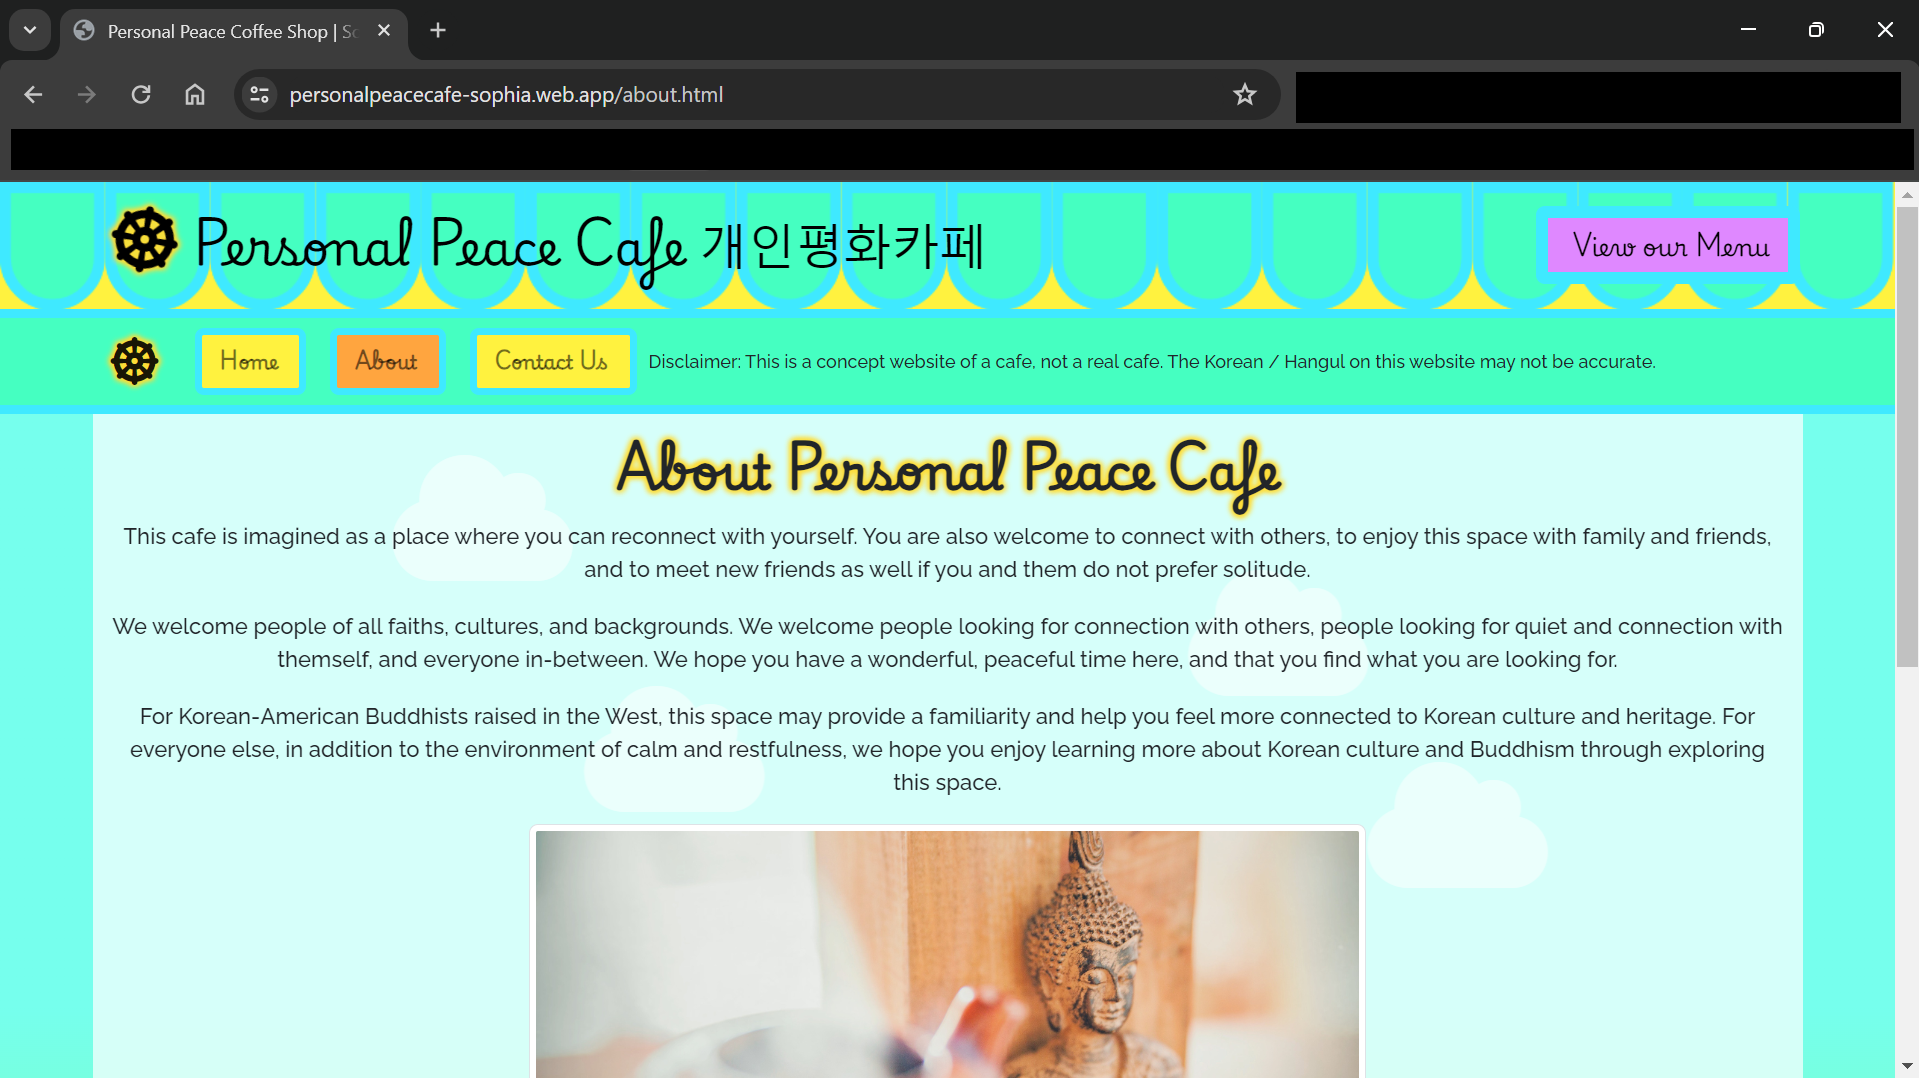 Personal Peace Coffee Shop | So
personalpeacecafe-sophia.web.app/about.html
Personal Peace Cafe 개인평화카페
View our Menu
Home
About
Contact Us
Disclaimer: This is a concept website of a cafe, not a real cafe. The Korean / Hangul on this website may not be accurate.
About Personal Peace Cafe
This cafe is imagined as a place where you can reconnect with yourself. You are also welcome to connect with others, to enjoy this space with family and friends,
and to meet new friends as well if you and them do not prefer solitude.
We welcome people of all faiths, cultures, and backgrounds. We welcome people looking for connection with others, people looking for quiet and connection with
themself, and everyone in-between. We hope you have a wonderful, peaceful time here, and that you find what you are looking for.
For Korean-American Buddhists raised in the West, this space may provide a familiarity and help you feel more connected to Korean culture and heritage. For
everyone else, in addition to the environment of calm and restfulness, we hope you enjoy learning more about Korean culture and Buddhism through exploring
this space.